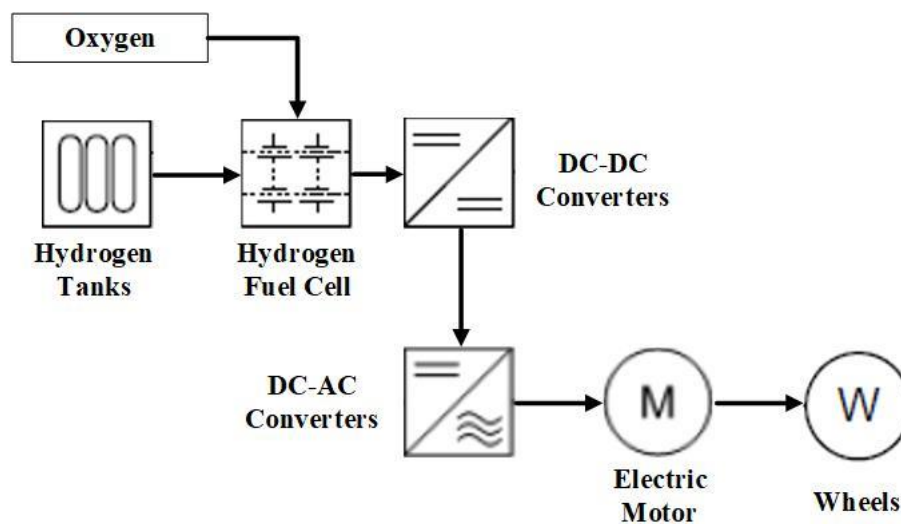 Oxygen
DC-DC
Converters
Hydrogen
Tanks
Hydrogen
Fuel Cell
DC-AC
Converters
M
W
Electric
Motor
Wheels